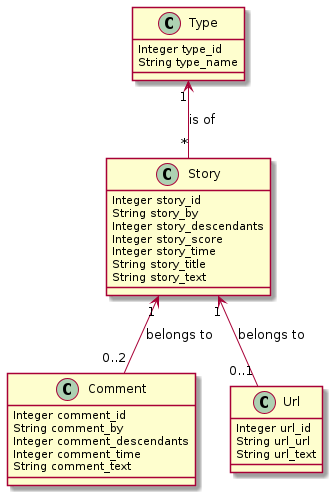 C Type
Integer type_id
String type_name
1
is of
*
C Story
Integer story_id
String story_by
Integer story_descendants
Integer story_score
Integer story_time
String story_title
String story_text
1
1
belongs to
belongs to
0..2
0..1
C Comment
Integer comment_id
String comment_by
Integer comment_descendants
Integer comment_time
String comment_text
C Url
Integer url_id
String url_url
String url_text